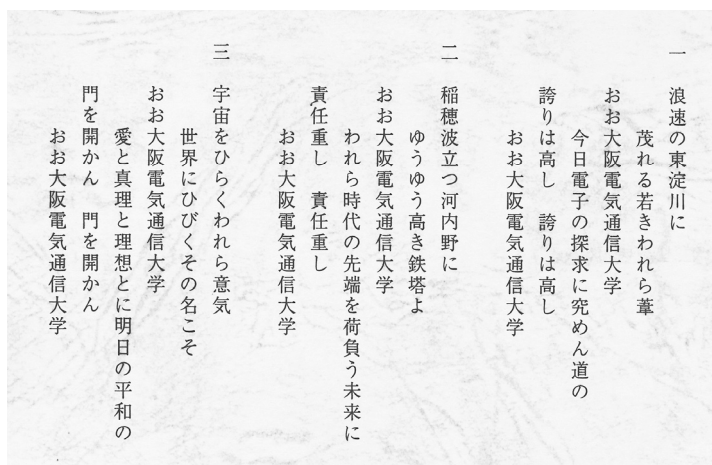 一 浪速の東淀川に
茂れる若きわれら葦
おお大阪電気通信大学
今日電子の探求に究めん道の
誇りは高し 誇りは高し
おお大阪電気通信大学
二 稲穂波立つ河内野に
ゆうゆう高き鉄塔よ
おお大阪電気通信大学
われら時代の先端を荷負う未来に
責任重し 責任重し
おお大阪電気通信大学
三 宇宙をひらくわれら意気
世界にひびくその名こそ
おお大阪電気通信大学
愛と真理と理想とに明日の平和の
門を開かん 門を開かん
おお大阪電気通信大学